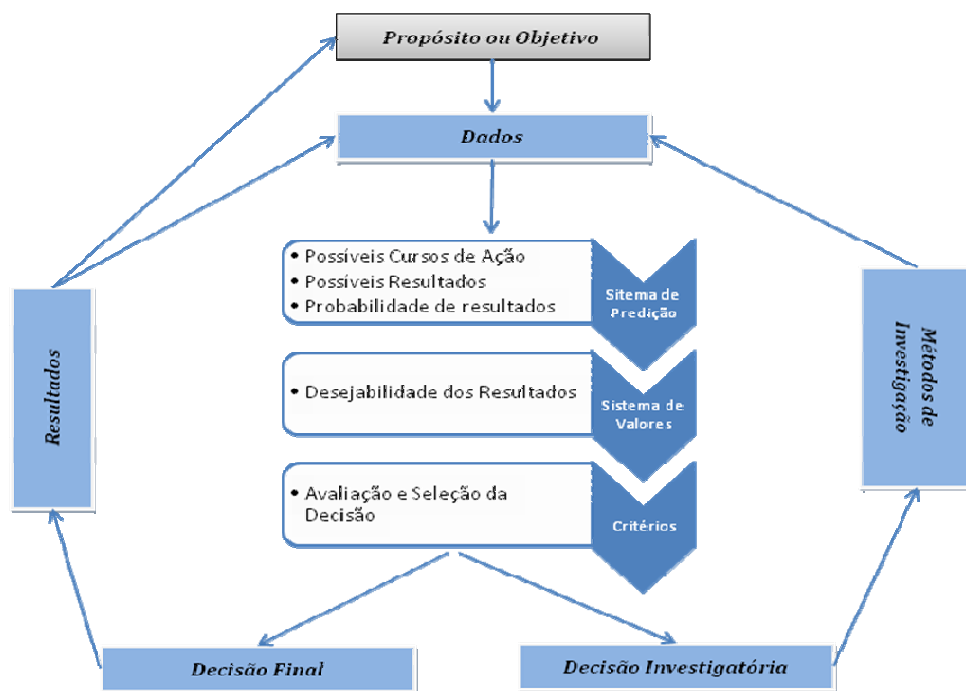 Propósito ou Objetivo
Dados
• Possíveis Cursos de Ação
• Possíveis Resultados
• Probabilidade de resultados
Sitema de
Predição
• Desejabilidade dos Resultados
Sistema de
Valores
• Avaliação e Seleção da
Decisão
Critérios
Resultados
Métodos de
Investigação
Decisão Final
Decisão Investigatória